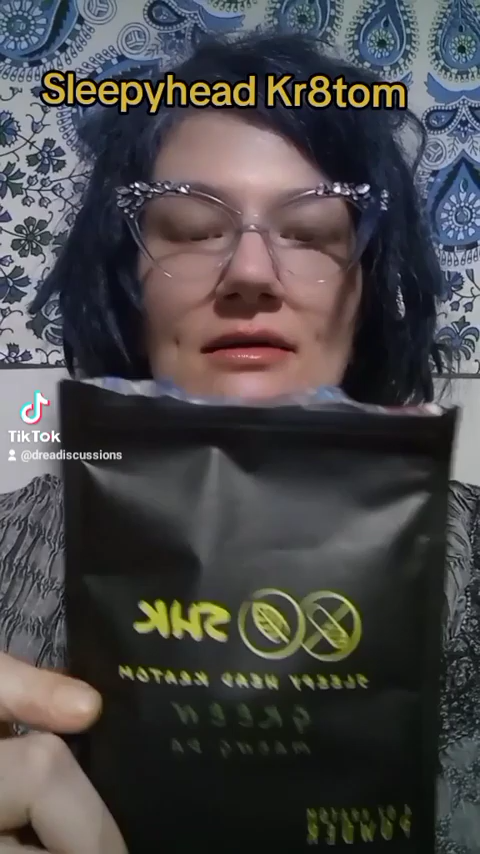 Sleepyhead Kr8tom
TikTok
@dreadiscussions
SHK
SLEEPY HEAD KRATOM
GREEN
MAENG DA
POWDER